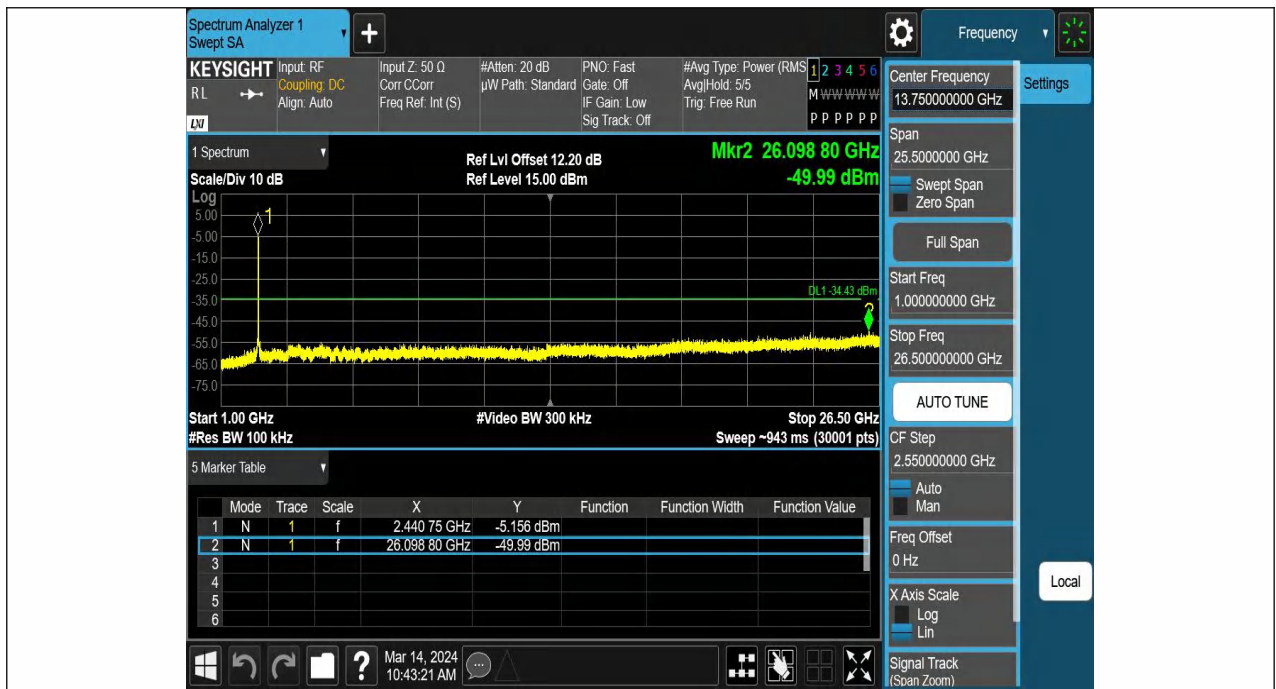 Spectrum Analyzer 1
Swept SA
+
Frequency
KEYSIGHT
RL
LXI
Input: RF
Coupling: DC
Align: Auto
Input Z: 50 Ω
Corr CCorr
Freq Ref: Int (S)
#Atten: 20 dB
µW Path: Standard
PNO: Fast
Gate: Off
IF Gain: Low
Sig Track: Off
#Avg Type: Power (RMS
Avg|Hold: 5/5
Trig: Free Run
1 2 3 4 5 6
M W W W W W
P P P P P P
1 Spectrum
Scale/Div 10 dB
Ref Lvl Offset 12.20 dB
Ref Level 15.00 dBm
Mkr2 26.098 80 GHz
-49.99 dBm
Log
1
5.00
-5.00
-15.0
-25.0
DL1 -34.43 dBm
-35.0
-45.0
-55.0
-65.0
-75.0
Start 1.00 GHz
#Video BW 300 kHz
Stop 26.50 GHz
#Res BW 100 kHz
Sweep ~943 ms (30001 pts)
5 Marker Table
Mode Trace Scale X Y Function Function Width Function Value
1 N 1 f 2.440 75 GHz -5.156 dBm
2 N 1 f 26.098 80 GHz -49.99 dBm
3
4
5
6
Mar 14, 2024
10:43:21 AM
?
Center Frequency
13.750000000 GHz
Settings
Span
25.5000000 GHz
Swept Span
Zero Span
Full Span
Start Freq
1.000000000 GHz
Stop Freq
26.500000000 GHz
AUTO TUNE
CF Step
2.550000000 GHz
Auto
Man
Freq Offset
0 Hz
X Axis Scale
Log
Lin
Signal Track
(Span Zoom)
Local